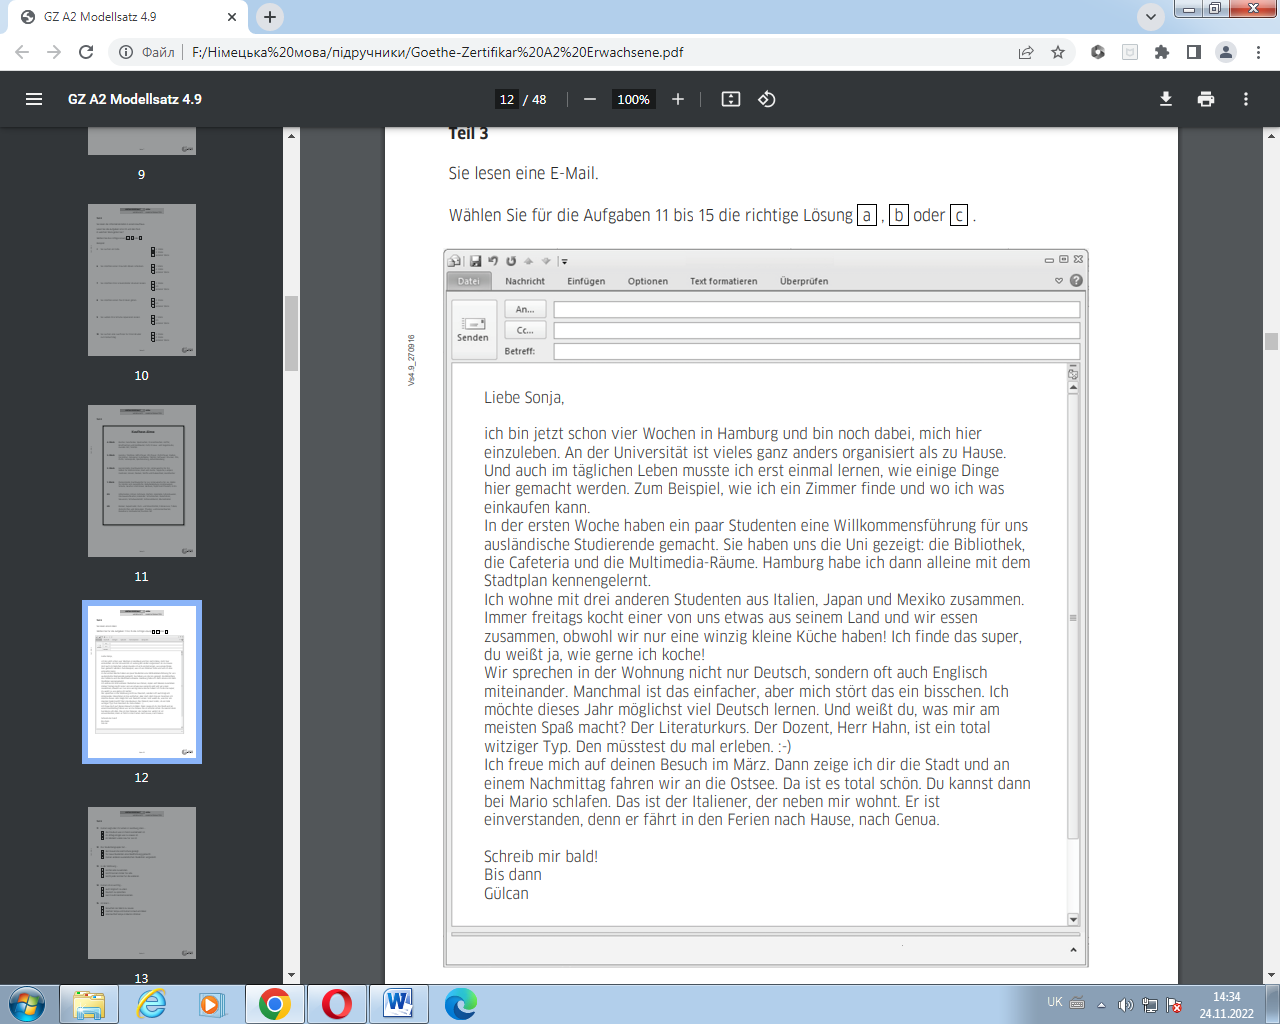 GZ A2 Modellsatz 4.9
Файл
F:/Німецька%20мова/підручники/Goethe-Zertifikar%20A2%20Erwachsene.pdf
GZ A2 Modellsatz 4.9
12 / 48
100%
9
10
11
12
13
Teil 3
Sie lesen eine E-Mail.
Wählen Sie für die Aufgaben 11 bis 15 die richtige Lösung a , b oder c .
Vs4.9_270916
Datei Nachricht Einfügen Optionen Text formatieren Überprüfen
Senden
An...
Cc...
Betreff:
Liebe Sonja,
ich bin jetzt schon vier Wochen in Hamburg und bin noch dabei, mich hier
einzuleben. An der Universität ist vieles ganz anders organisiert als zu Hause.
Und auch im täglichen Leben musste ich erst einmal lernen, wie einige Dinge
hier gemacht werden. Zum Beispiel, wie ich ein Zimmer finde und wo ich was
einkaufen kann.
In der ersten Woche haben ein paar Studenten eine Willkommensführung für uns
ausländische Studierende gemacht. Sie haben uns die Uni gezeigt: die Bibliothek,
die Cafeteria und die Multimedia-Räume. Hamburg habe ich dann alleine mit dem
Stadtplan kennengelernt.
Ich wohne mit drei anderen Studenten aus Italien, Japan und Mexiko zusammen.
Immer freitags kocht einer von uns etwas aus seinem Land und wir essen
zusammen, obwohl wir nur eine winzig kleine Küche haben! Ich finde das super,
du weißt ja, wie gerne ich koche!
Wir sprechen in der Wohnung nicht nur Deutsch, sondern oft auch Englisch
miteinander. Manchmal ist das einfacher, aber mich stört das ein bisschen. Ich
möchte dieses Jahr möglichst viel Deutsch lernen. Und weißt du, was mir am
meisten Spaß macht? Der Literaturkurs. Der Dozent, Herr Hahn, ist ein total
witziger Typ. Den müsstest du mal erleben. :-)
Ich freue mich auf deinen Besuch im März. Dann zeige ich dir die Stadt und an
einem Nachmittag fahren wir an die Ostsee. Da ist es total schön. Du kannst dann
bei Mario schlafen. Das ist der Italiener, der neben mir wohnt. Er ist
einverstanden, denn er fährt in den Ferien nach Hause, nach Genua.
Schreib mir bald!
Bis dann
Gülcan
UK
14:34
24.11.2022